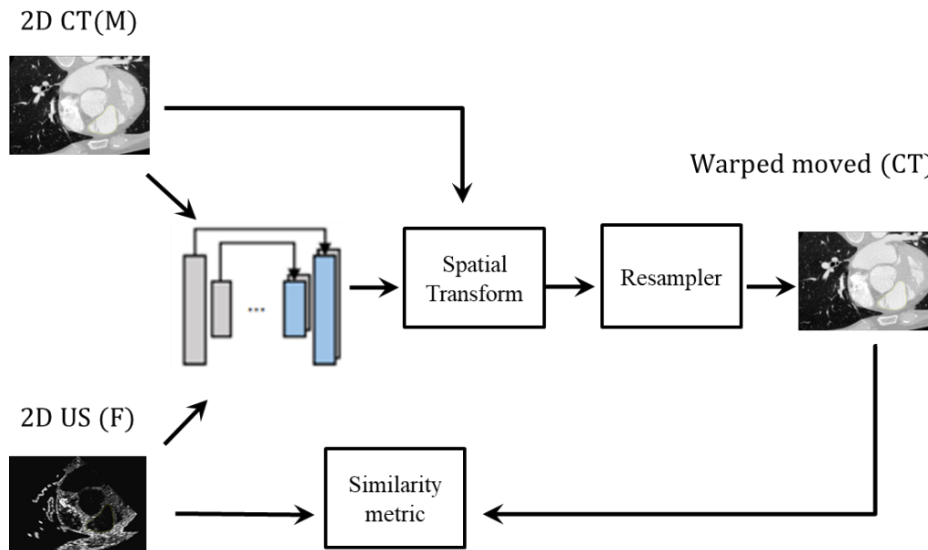 2D CT(M)
Warped moved (CT)
Spatial
Transform
Resampler
...
2D US (F)
Similarity
metric